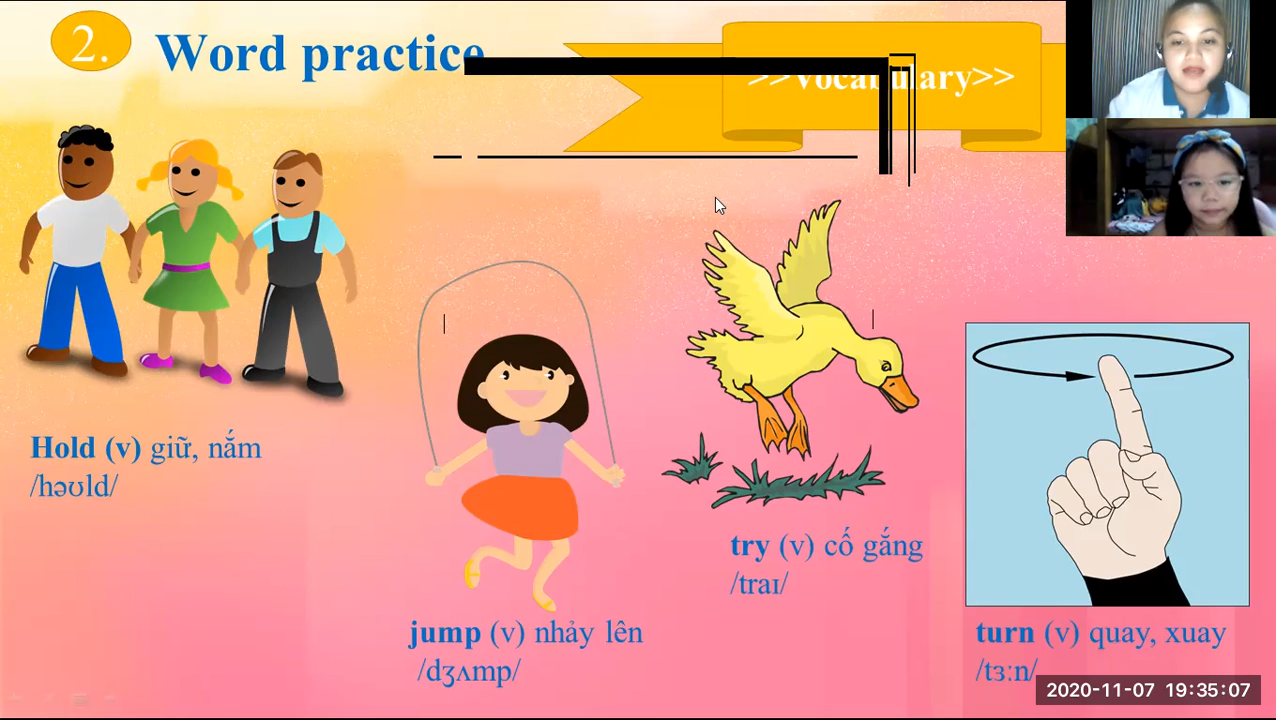 2.
Word practice
>>Vocabulary>>
Hold (v) giữ, nắm
/həʊld/
jump (v) nhảy lên
/dʒʌmp/
try (v) cố gắng
/traɪ/
turn (v) quay, xuay
/tɜːn/
2020-11-07 19:35:07